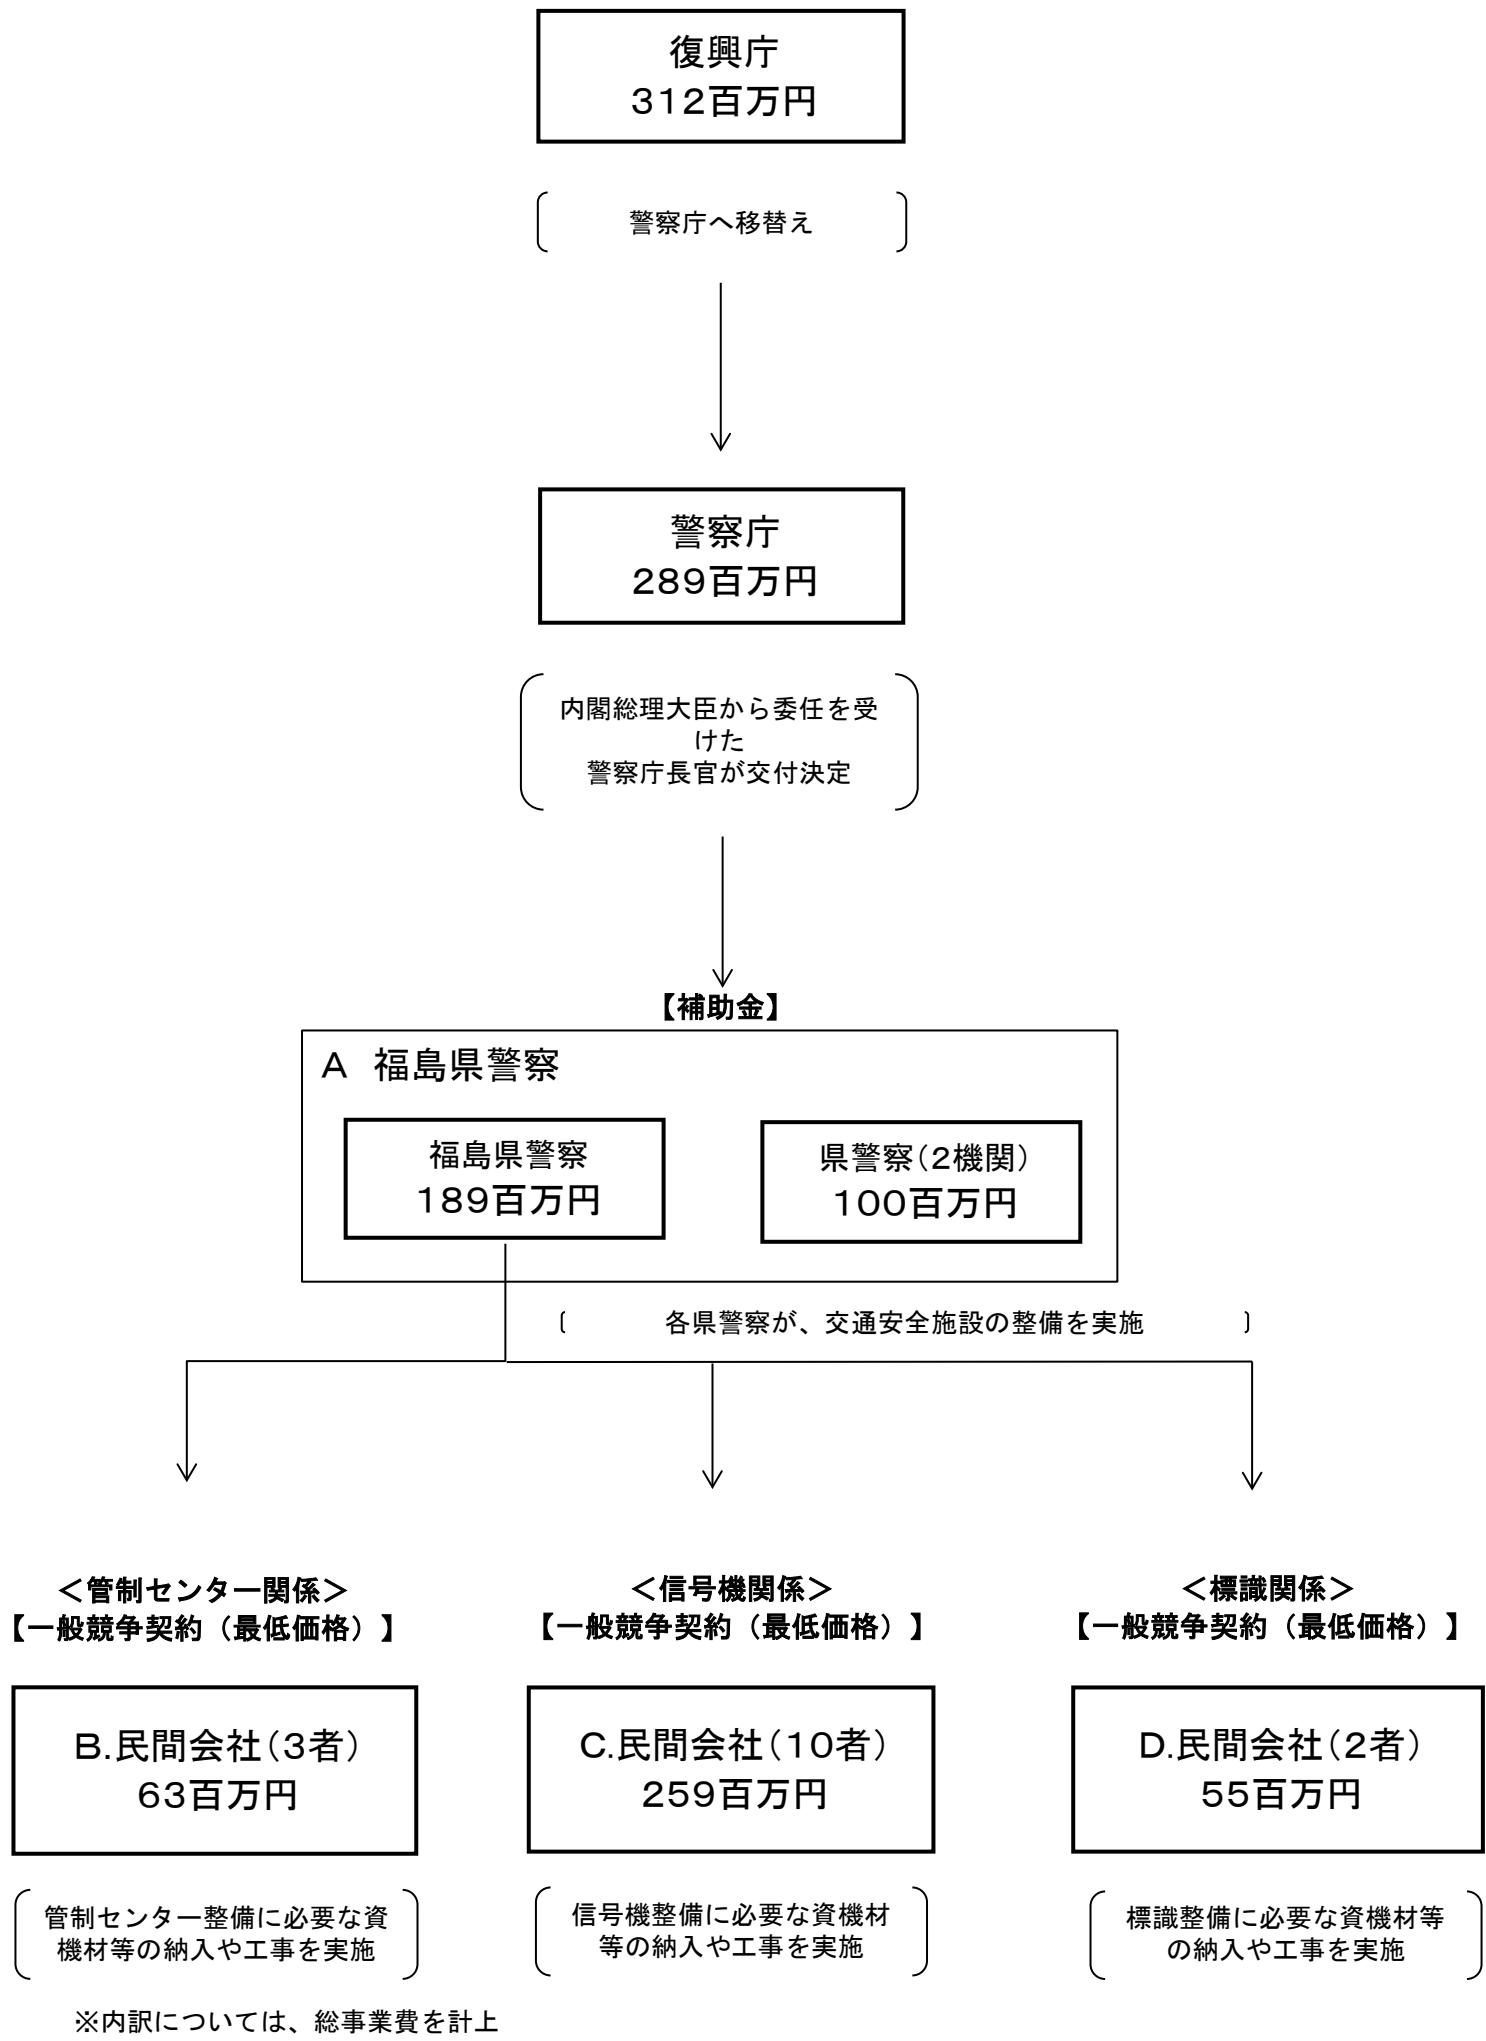 復興庁
312百万円
警察庁へ移替え
警察庁
289百万円
内閣総理大臣から委任を受
けた
警察庁長官が交付決定
【補助金】
A 福島県警察
福島県警察
189百万円
県警察(2機関)
100百万円
各県警察が、交通安全施設の整備を実施
＜管制センター関係＞
【一般競争契約（最低価格）】
＜信号機関係＞
【一般競争契約（最低価格）】
＜標識関係＞
【一般競争契約（最低価格）】
B.民間会社(3者)
63百万円
C.民間会社(10者)
259百万円
D.民間会社(2者)
55百万円
管制センター整備に必要な資
機材等の納入や工事を実施
信号機整備に必要な資機材
等の納入や工事を実施
標識整備に必要な資機材等
の納入や工事を実施
※内訳については、総事業費を計上